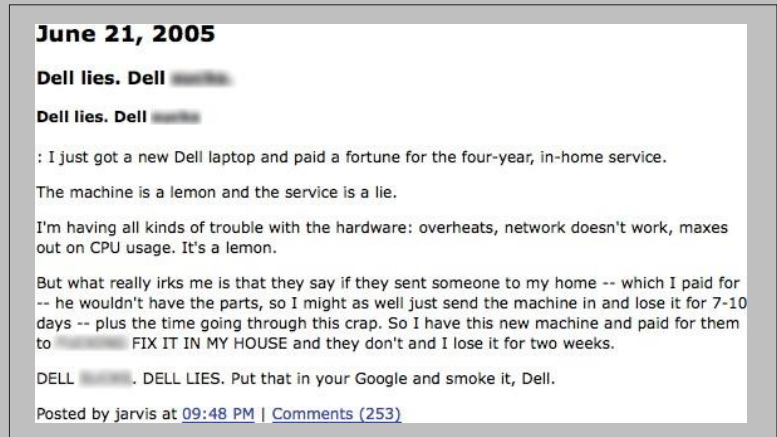 June 21, 2005
Dell lies. Dell
Dell lies. Dell
: I just got a new Dell laptop and paid a fortune for the four-year, in-home service.
The machine is a lemon and the service is a lie.
I'm having all kinds of trouble with the hardware: overheats, network doesn't work, maxes
out on CPU usage. It's a lemon.
But what really irks me is that they say if they sent someone to my home -- which I paid for
-- he wouldn't have the parts, so I might as well just send the machine in and lose it for 7-10
days -- plus the time going through this crap. So I have this new machine and paid for them
to FIX IT IN MY HOUSE and they don't and I lose it for two weeks.
DELL . DELL LIES. Put that in your Google and smoke it, Dell.
Posted by jarvis at 09:48 PM | Comments (253)